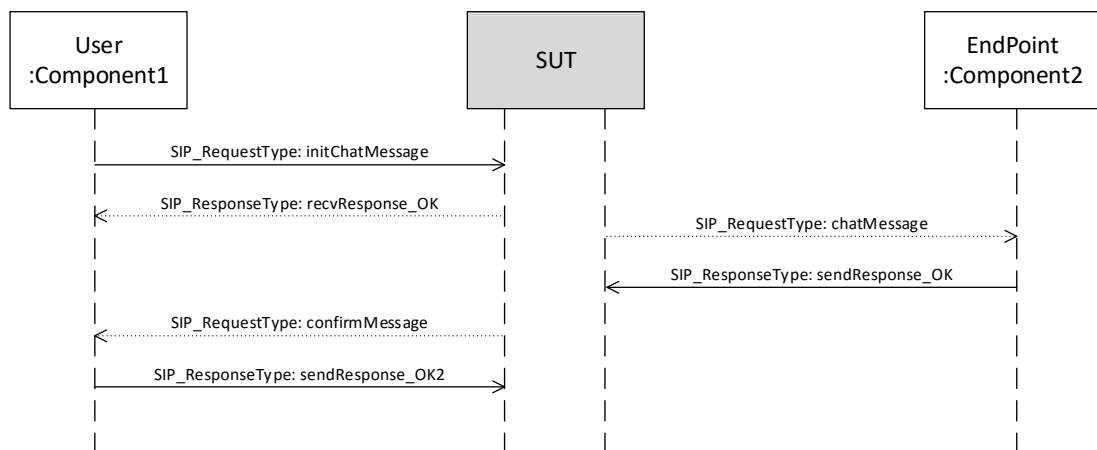 User
:Component1
SUT
EndPoint
:Component2
SIP_RequestType: initChatMessage
SIP_ResponseType: recvResponse_OK
SIP_RequestType: chatMessage
SIP_ResponseType: sendResponse_OK
SIP_RequestType: confirmMessage
SIP_ResponseType: sendResponse_OK2